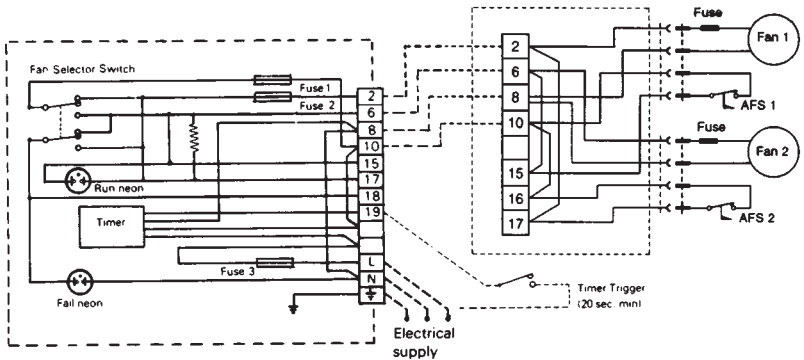 Fan Selector Switch
Fuse 1
Fuse 2
Run neon
Timer
Fuse 3
Fail neon
2
6
8
10
15
17
18
19
L
N
Electrical
supply
2
6
8
10
15
16
17
Fuse
Fan 1
AFS 1
Fuse
Fan 2
AFS 2
Timer Trigger
(20 sec. min)